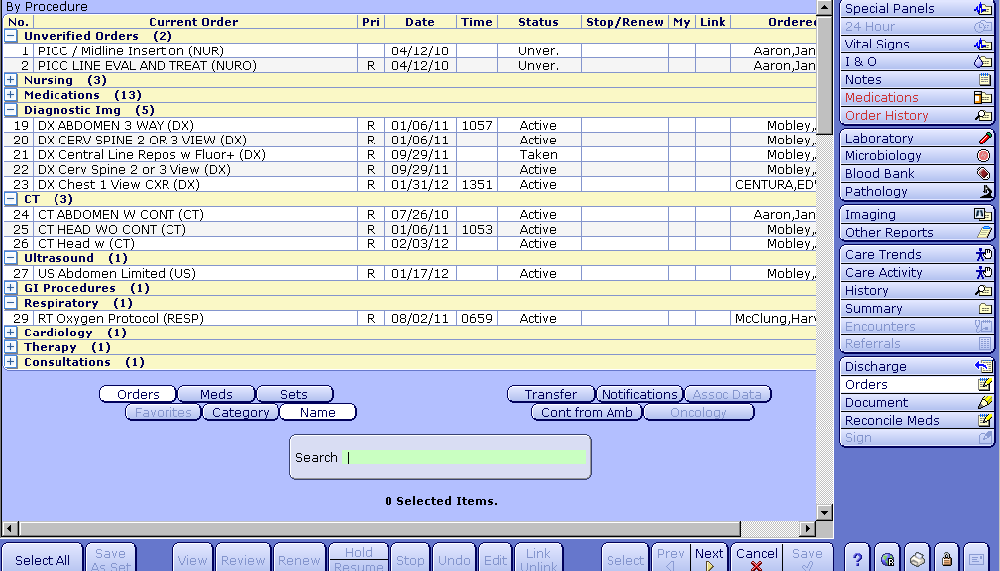 By Procedure
No. Current Order Pri Date Time Status Stop/Renew My Link Ordered
Unverified Orders (2)
1 PICC / Midline Insertion (NUR) 04/12/10 Unver. Aaron,Jan
2 PICC LINE EVAL AND TREAT (NURO) R 04/12/10 Unver. Aaron,Jan
Nursing (3)
Medications (13)
Diagnostic Img (5)
19 DX ABDOMEN 3 WAY (DX) R 01/06/11 1057 Active Mobley,
20 DX CERV SPINE 2 OR 3 VIEW (DX) R 01/06/11 Active Mobley,
21 DX Central Line Repos w Fluor+ (DX) R 09/29/11 Taken Mobley,
22 DX Cerv Spine 2 or 3 View (DX) R 09/29/11 Active Mobley,
23 DX Chest 1 View CXR (DX) R 01/31/12 1351 Active CENTURA,ED
CT (3)
24 CT ABDOMEN W CONT (CT) R 07/26/10 Active Aaron,Jan
25 CT HEAD WO CONT (CT) R 01/06/11 1053 Active Mobley,
26 CT Head w (CT) R 02/03/12 Active Mobley,
Ultrasound (1)
27 US Abdomen Limited (US) R 01/17/12 Active Mobley,
GI Procedures (1)
Respiratory (1)
29 RT Oxygen Protocol (RESP) R 08/02/11 0659 Active McClung,Harv
Cardiology (1)
Therapy (1)
Consultations (1)
Orders Meds Sets Transfer Notifications Assoc Data
Favorites Category Name Cont from Amb Oncology
Search
0 Selected Items.
Select All Save As Set View Review Renew Hold Resume Stop Undo Edit Link Unlink Select Prev Next Cancel Save ?
Special Panels
24 Hour
Vital Signs
I & O
Notes
Medications
Order History
Laboratory
Microbiology
Blood Bank
Pathology
Imaging
Other Reports
Care Trends
Care Activity
History
Summary
Encounters
Referrals
Discharge
Orders
Document
Reconcile Meds
Sign